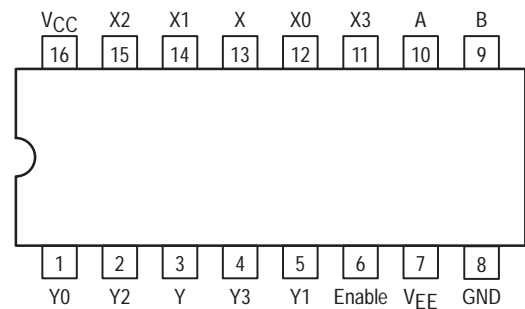 VCC X2 X1 X X0 X3 A B
16 15 14 13 12 11 10 9
1 2 3 4 5 6 7 8
Y0 Y2 Y Y3 Y1 Enable VEE GND